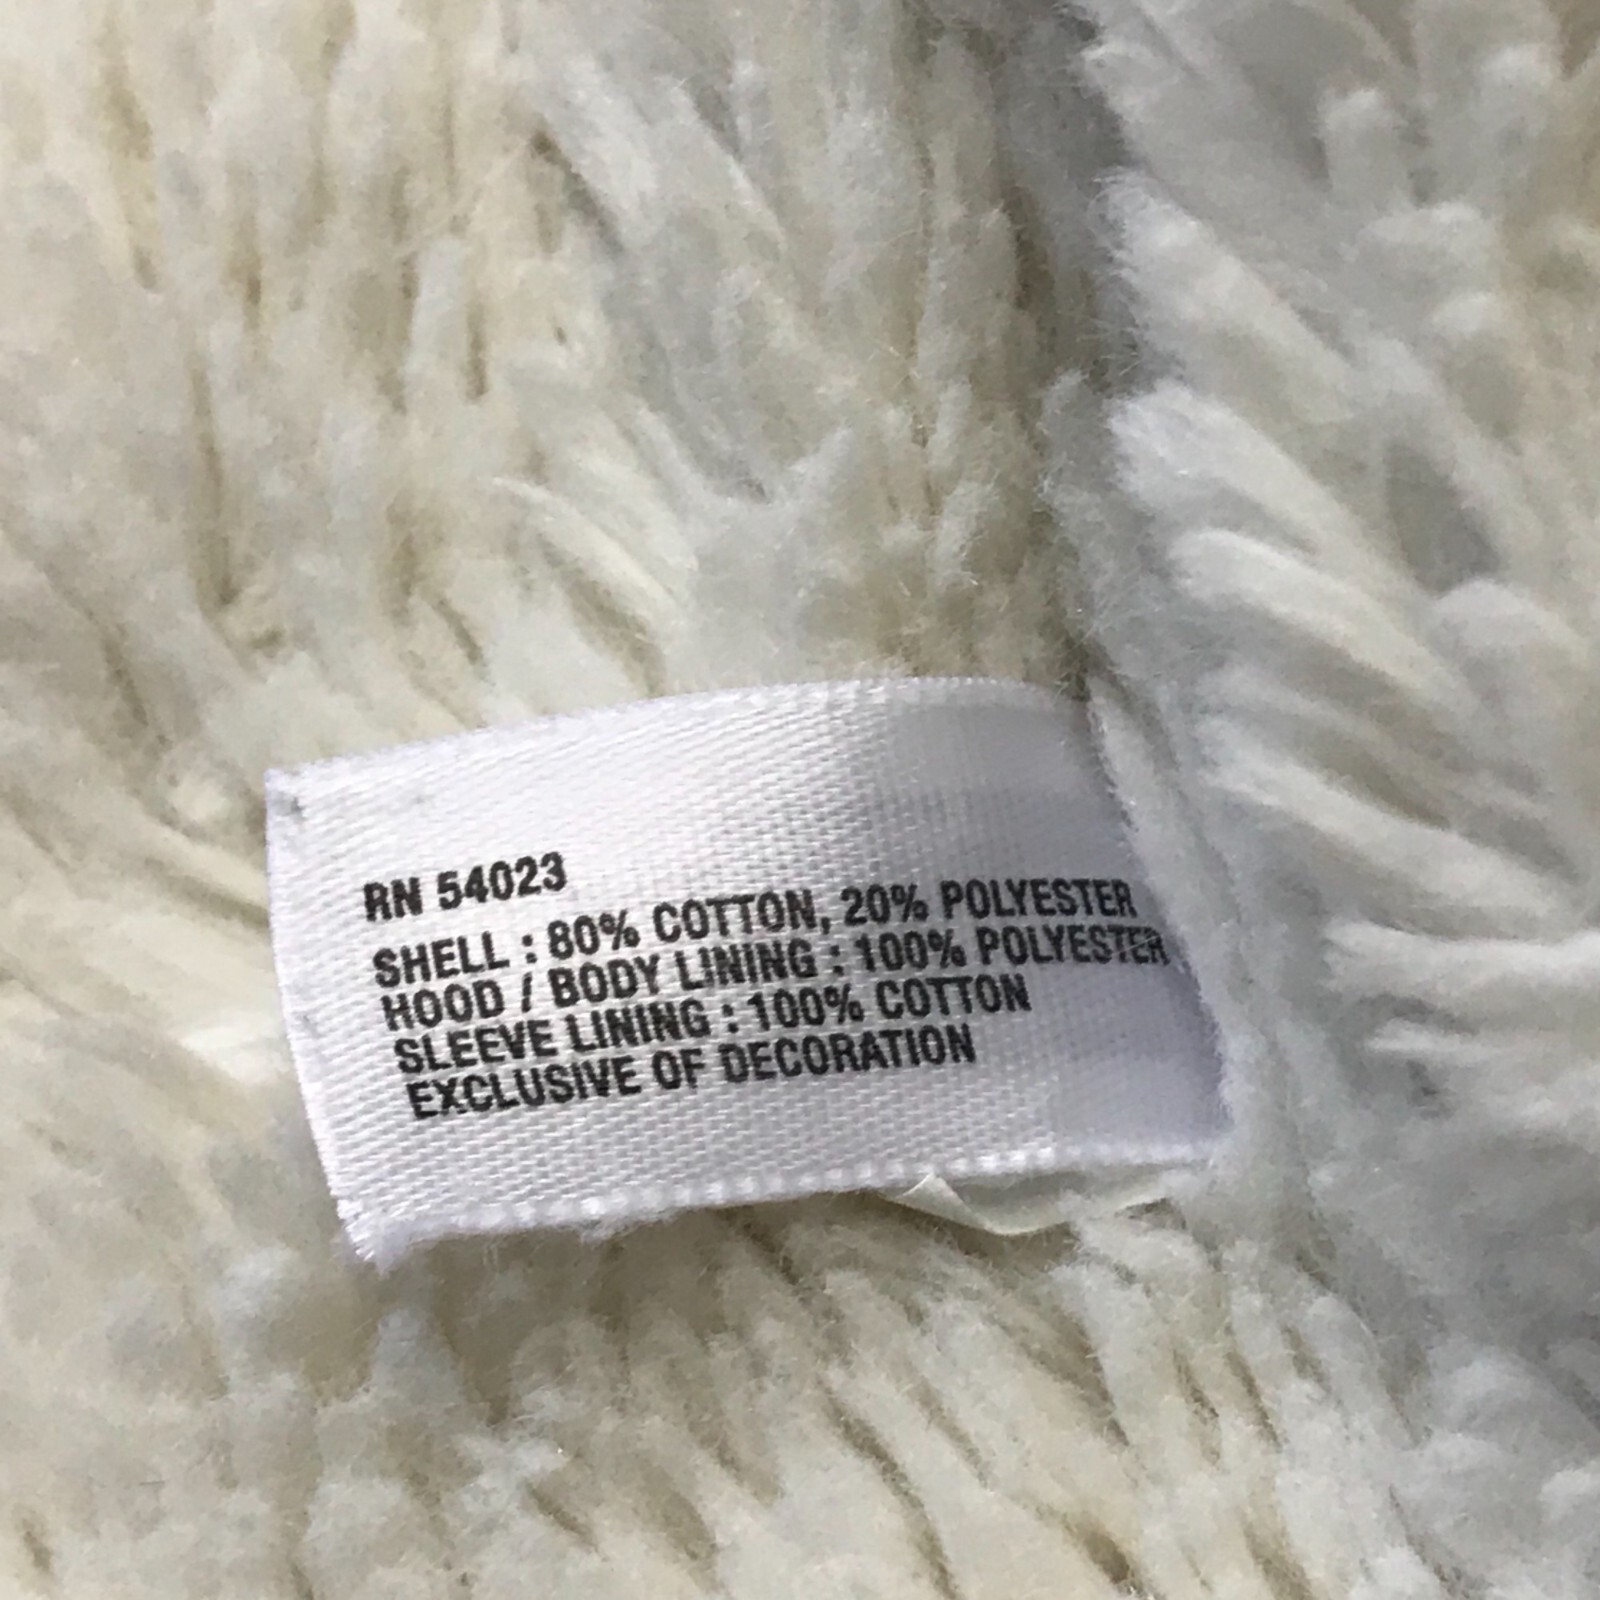 RN 54023
SHELL : 80% COTTON, 20% POLYESTER
HOOD / BODY LINING : 100% POLYESTER
SLEEVE LINING : 100% COTTON
EXCLUSIVE OF DECORATION